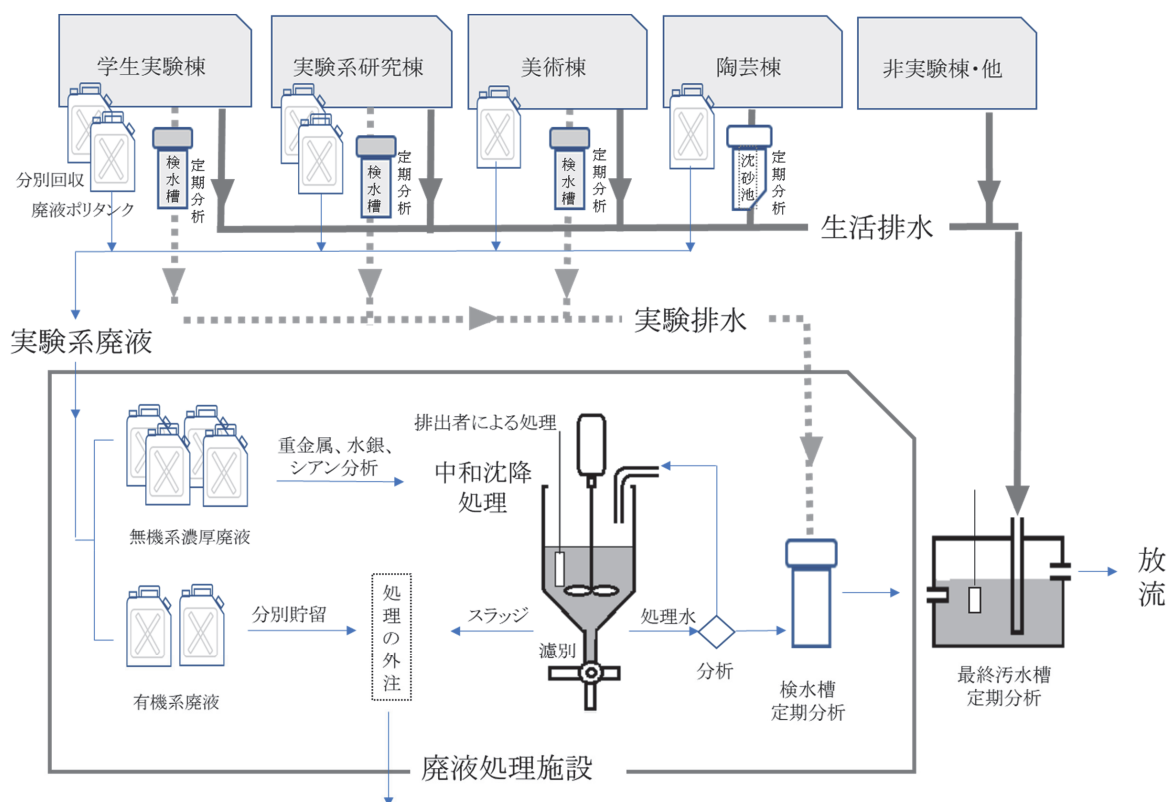 学生実験棟
実験系研究棟
美術棟
陶芸棟
非実験棟・他
検水槽
定期分析
検水槽
定期分析
検水槽
定期分析
沈砂池
定期分析
分別回収
廃液ポリタンク
生活排水
実験系廃液
実験排水
排出者による処理
重金属、水銀、
シアン分析
中和沈降
処理
無機系濃厚廃液
処理の外注
分別貯留
スラッジ
処理水
濾別
分析
有機系廃液
検水槽
定期分析
放流
最終汚水槽
定期分析
廃液処理施設